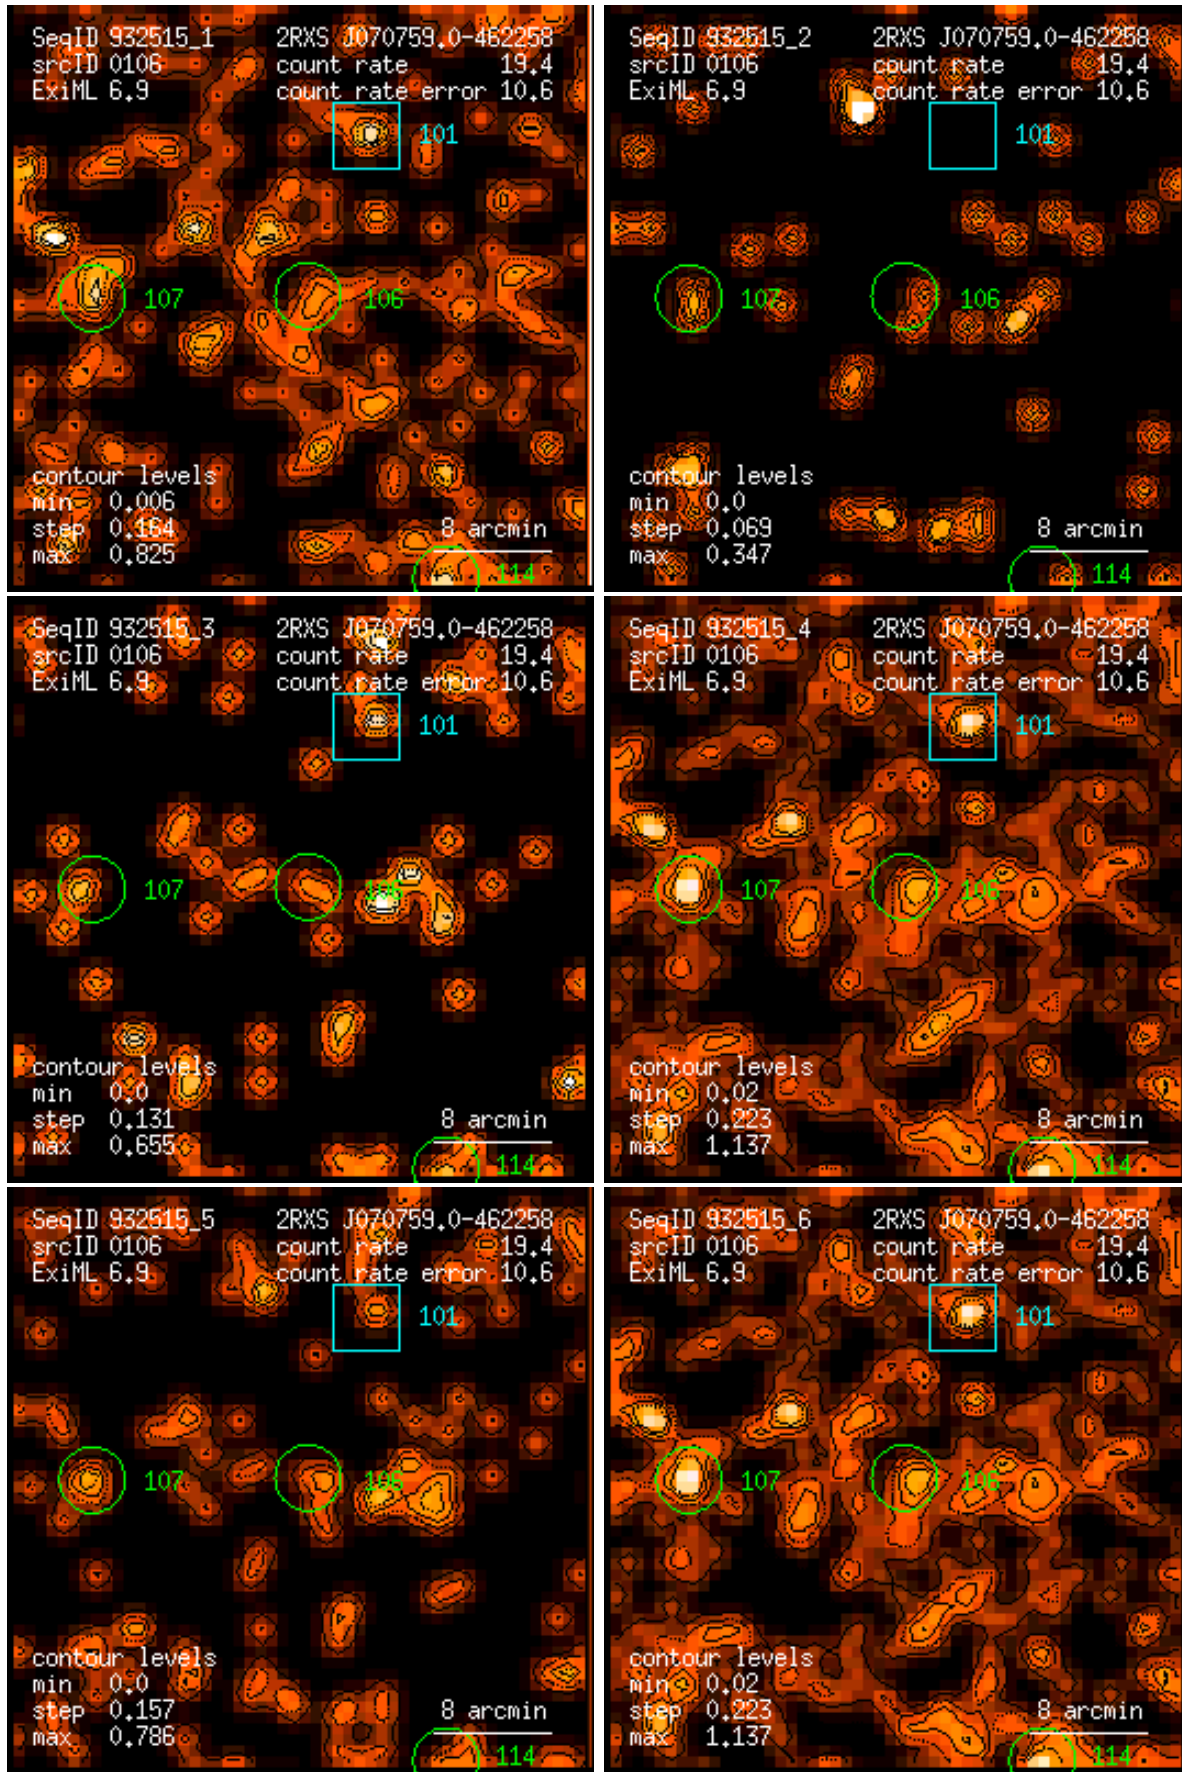 SeqID 932515_1 2RXS J070759.0-462258
srcID 0106 count rate 19.4
ExiML 6.9 count rate error 10.6
101
107 106
contour levels
min 0.006
step 0.164 8 arcmin
max 0.825
114
SeqID 932515_2 2RXS J070759.0-462258
srcID 0106 count rate 19.4
ExiML 6.9 count rate error 10.6
101
107 106
contour levels
min 0.0
step 0.069 8 arcmin
max 0.347
114
SeqID 932515_3 2RXS J070759.0-462258
srcID 0106 count rate 19.4
ExiML 6.9 count rate error 10.6
101
107 106
contour levels
min 0.0
step 0.131 8 arcmin
max 0.655
114
SeqID 932515_4 2RXS J070759.0-462258
srcID 0106 count rate 19.4
ExiML 6.9 count rate error 10.6
101
107 106
contour levels
min 0.02
step 0.223 8 arcmin
max 1.137
114
SeqID 932515_5 2RXS J070759.0-462258
srcID 0106 count rate 19.4
ExiML 6.9 count rate error 10.6
101
107 106
contour levels
min 0.0
step 0.157 8 arcmin
max 0.786
114
SeqID 932515_6 2RXS J070759.0-462258
srcID 0106 count rate 19.4
ExiML 6.9 count rate error 10.6
101
107 106
contour levels
min 0.02
step 0.223 8 arcmin
max 1.137
114